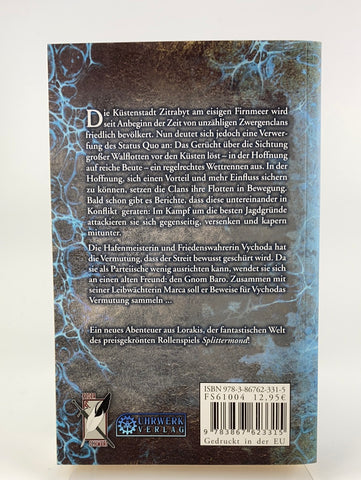 Die Küstenstadt Zitrabyt am eisigen Firnmeer wird
seit Anbeginn der Zeit von unzähligen Zwergenclans
friedlich bevölkert. Nun deutet sich jedoch eine Verwer-
fung des Status Quo an: Das Gerücht über die Sichtung
großer Walflotten vor den Küsten löst – in der Hoffnung
auf reiche Beute – ein regelrechtes Wettrennen aus. In
der Hoffnung, sich einen Vorteil und mehr Einfluss sichern
zu können, setzen die Clans ihre Flotten in Bewegung.
Bald schon gibt es Berichte, dass diese untereinander in
Konflikt geraten: Im Kampf um die besten Jagdgründe
attackieren sie sich gegenseitig, versenken und kapern
mitunter.
Die Hafenmeisterin und Friedenswahrerin Vychoda hat
die Vermutung, dass der Streit bewusst geschürt wird. Da
sie als Parteiische wenig ausrichten kann, wendet sie sich
an einen alten Freund: den Gnom Baro. Zusammen mit
seiner Leibwächterin Marca soll er Beweise für Vychodas
Vermutung sammeln ...
Ein neues Abenteuer aus Lorakis, der fantastischen Welt
des preisgekrönten Rollenspiels Splittermond!
UHRWERK
VERLAG
ISBN 978-3-86762-331-5
FS61004 12,95€
9 783867 623315
Gedruckt in der EU